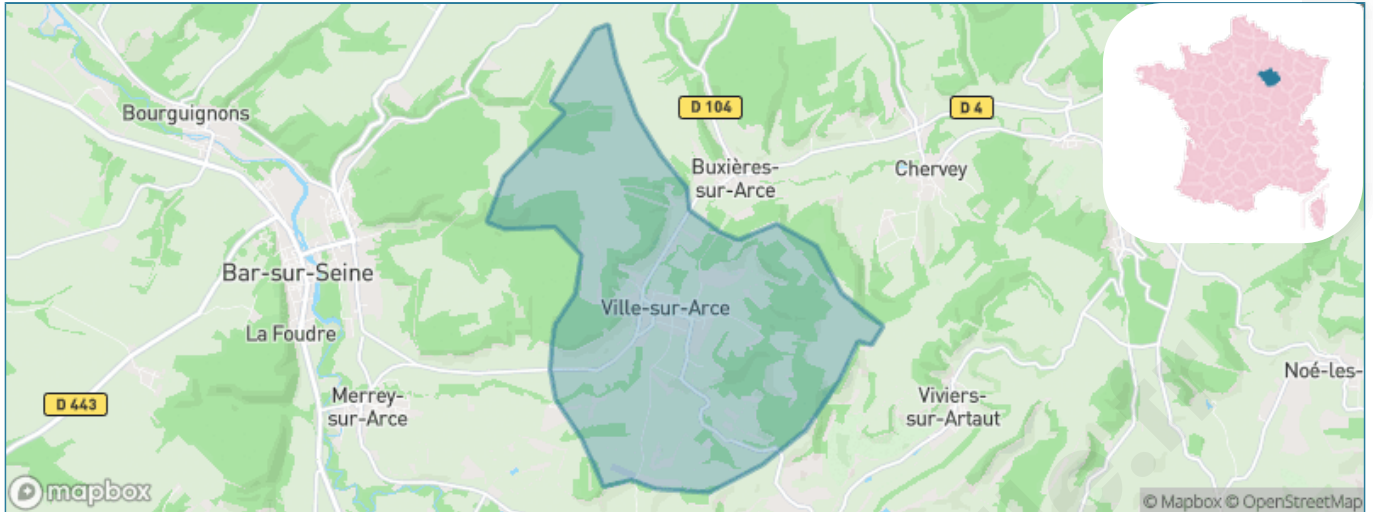 Bourguignons
D 104
D 4
Buxières-
sur-Arce
Chervey
Bar-sur-Seine
Ville-sur-Arce
La Foudre
Merrey-
sur-Arce
D 443
Viviers-
sur-Artaut
Noé-les-
mapbox
© Mapbox © OpenStreetMap